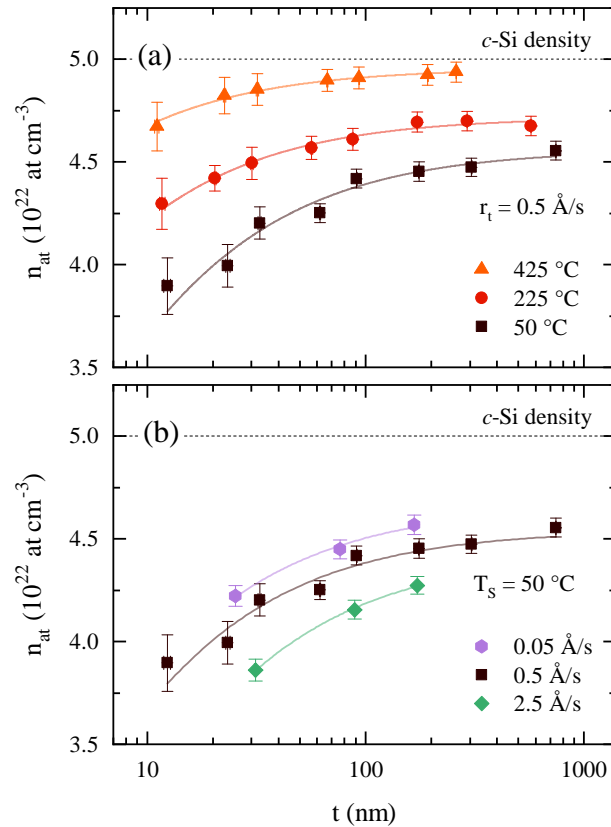 (a)
c-Si density
5.0
4.5
4.0
3.5
n_at (10^22 at cm^-3)
r_t = 0.5 Å/s
425 °C
225 °C
50 °C
(b)
c-Si density
5.0
4.5
4.0
3.5
n_at (10^22 at cm^-3)
T_S = 50 °C
0.05 Å/s
0.5 Å/s
2.5 Å/s
10 100 1000
t (nm)